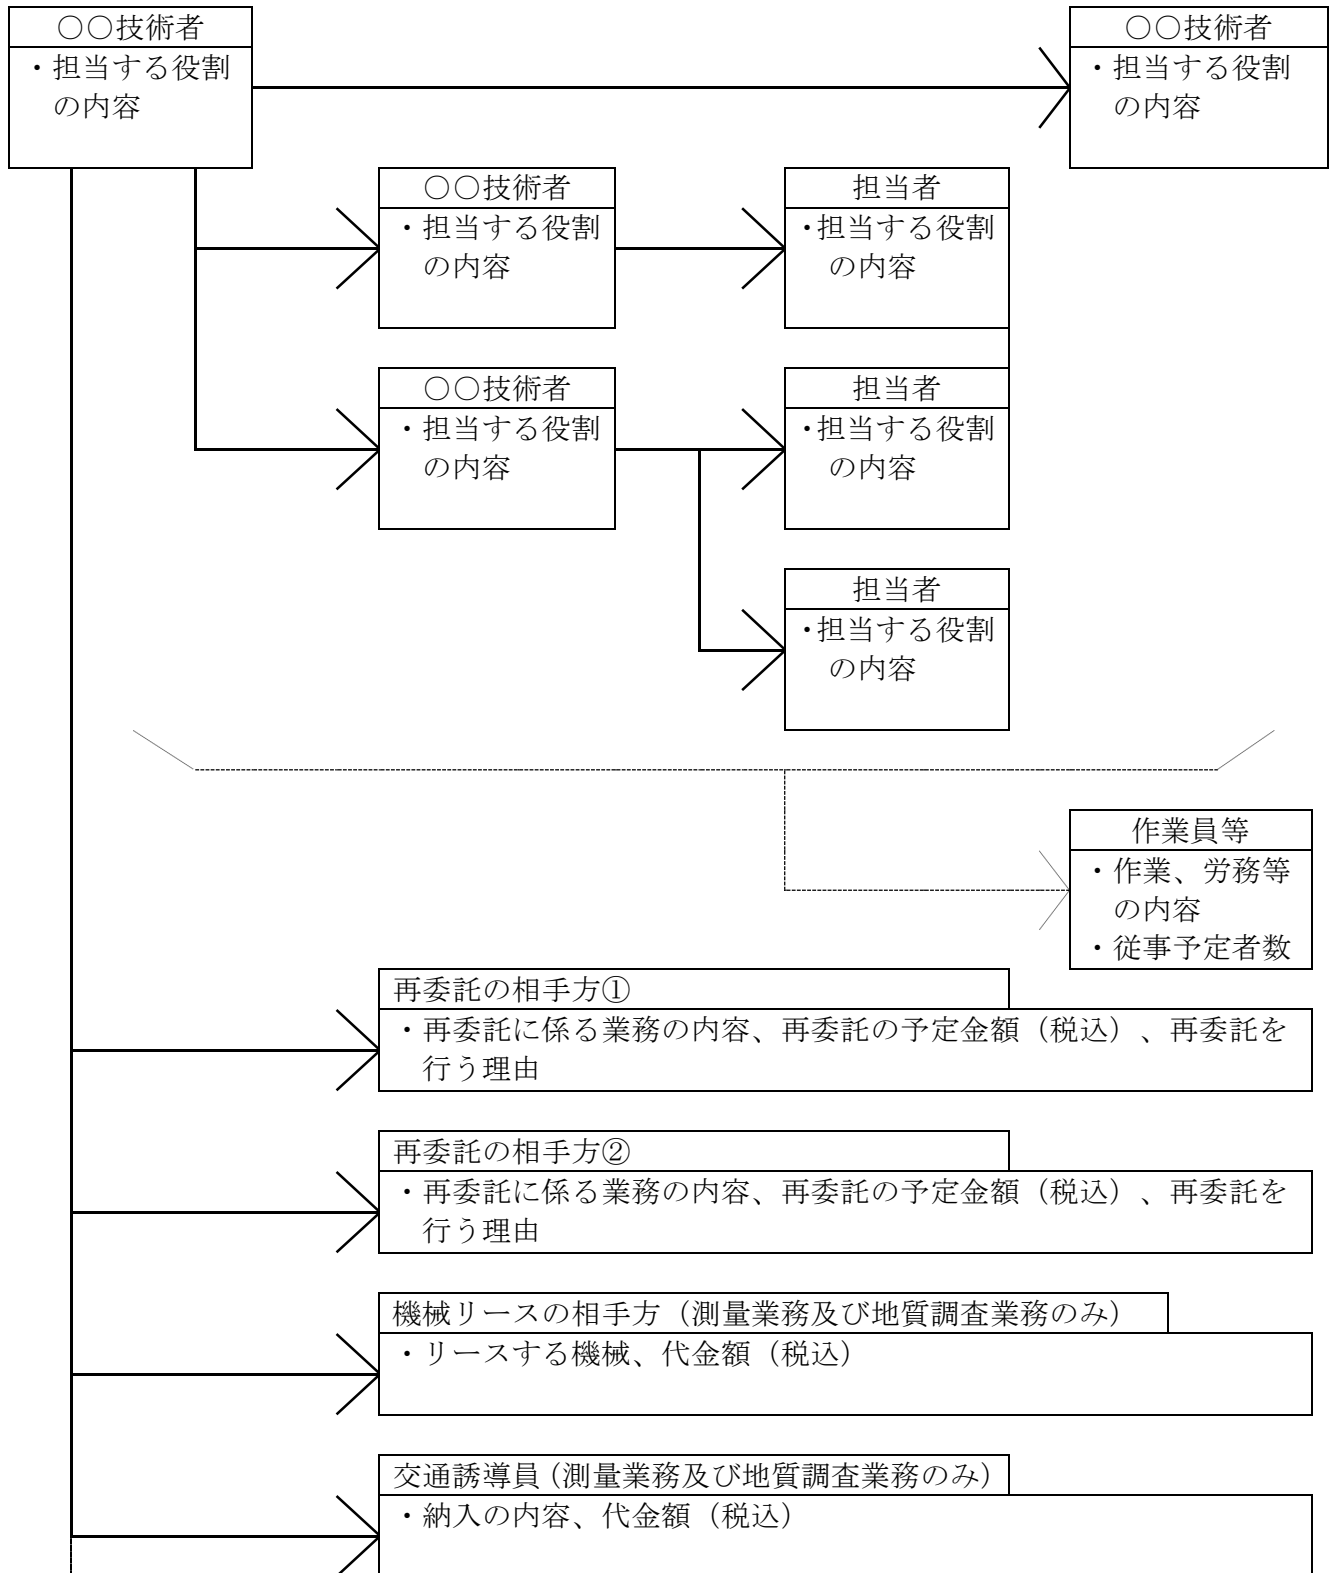 〇〇技術者
・担当する役割
の内容
〇〇技術者
・担当する役割
の内容
〇〇技術者
・担当する役割
の内容
担当者
・担当する役割
の内容
〇〇技術者
・担当する役割
の内容
担当者
・担当する役割
の内容
担当者
・担当する役割
の内容
作業員等
・作業、労務等
の内容
・従事予定者数
再委託の相手方①
・再委託に係る業務の内容、再委託の予定金額（税込）、再委託を
行う理由
再委託の相手方②
・再委託に係る業務の内容、再委託の予定金額（税込）、再委託を
行う理由
機械リースの相手方（測量業務及び地質調査業務のみ）
・リースする機械、代金額（税込）
交通誘導員（測量業務及び地質調査業務のみ）
・納入の内容、代金額（税込）